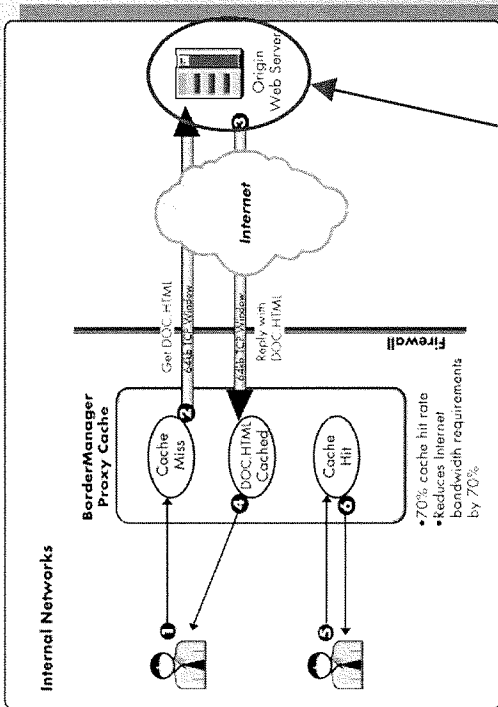 Internal Networks
BorderManager
Proxy Cache
1
Cache
Miss
2
Get DOC.HTML
64kb TCP Window
Origin
Web Server
3
Internet
64kb TCP Window
Reply with
DOC.HTML
4
DOC.HTML
Cached
5
Cache
Hit
6
Firewall
•70% cache hit rate
•Reduces Internet
bandwidth requirements
by 70%